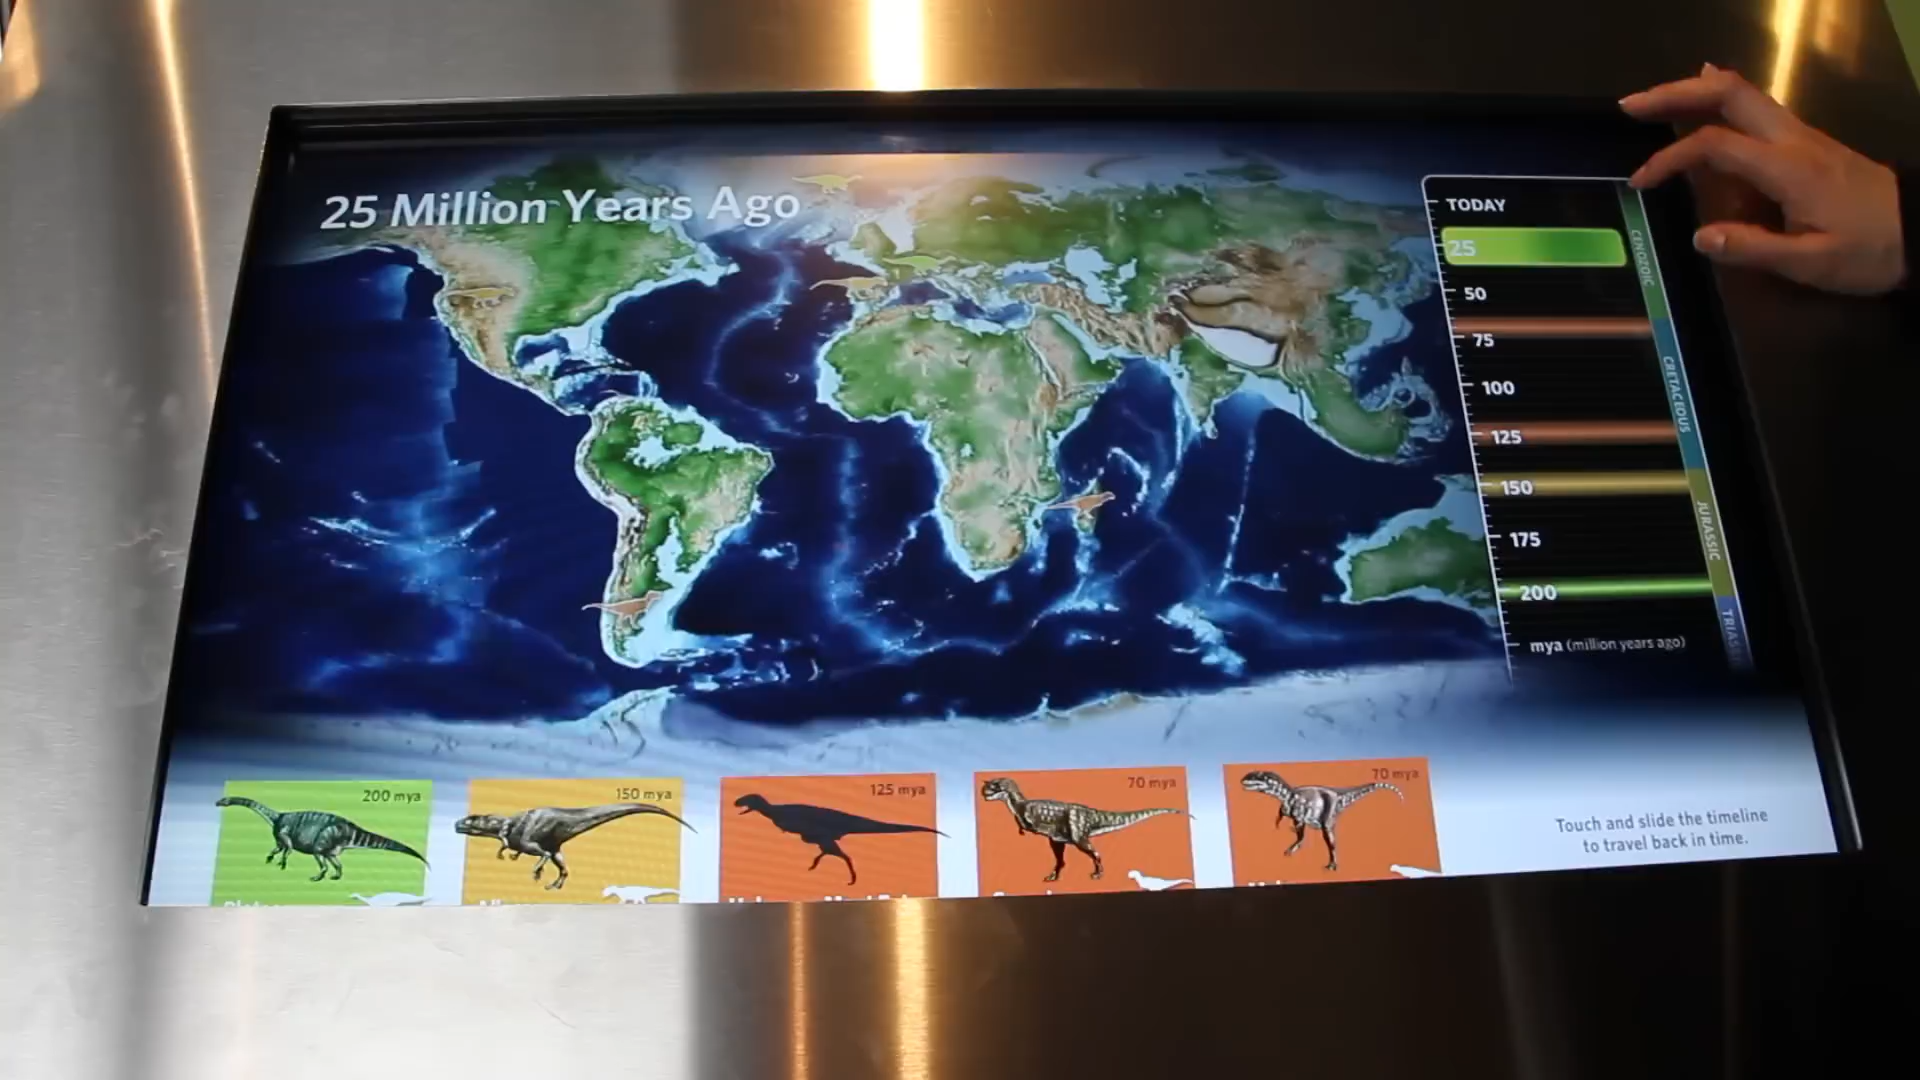 25 Million Years Ago
TODAY
25
50
75
100
125
150
175
200
mya (million years ago)
CENOZOIC
CRETACEOUS
JURASSIC
200 mya
150 mya
125 mya
70 mya
70 mya
Touch and slide the timeline
to travel back in time.